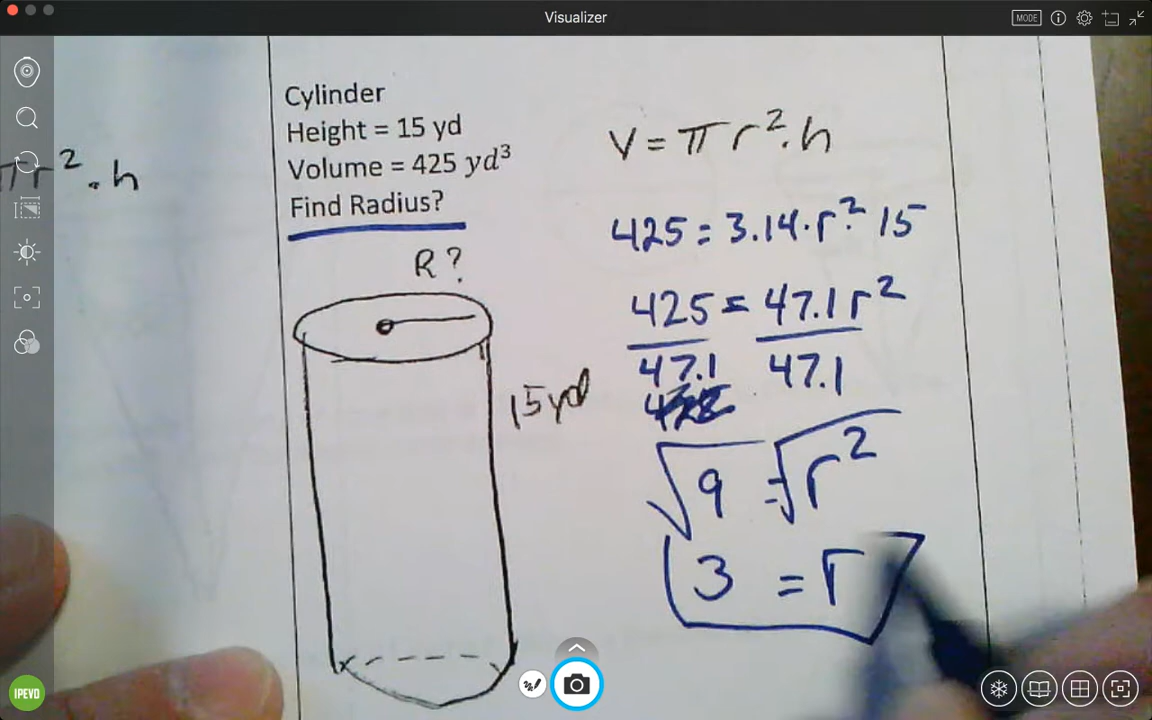 Visualizer
MODE
πr².h
Cylinder
Height = 15 yd
Volume = 425 yd³
Find Radius?
R?
15yd
V = πr².h
425 = 3.14·r²·15
425 = 47.1r²
47.1 47.1
√9 = √r²
3 = r
IPEVO